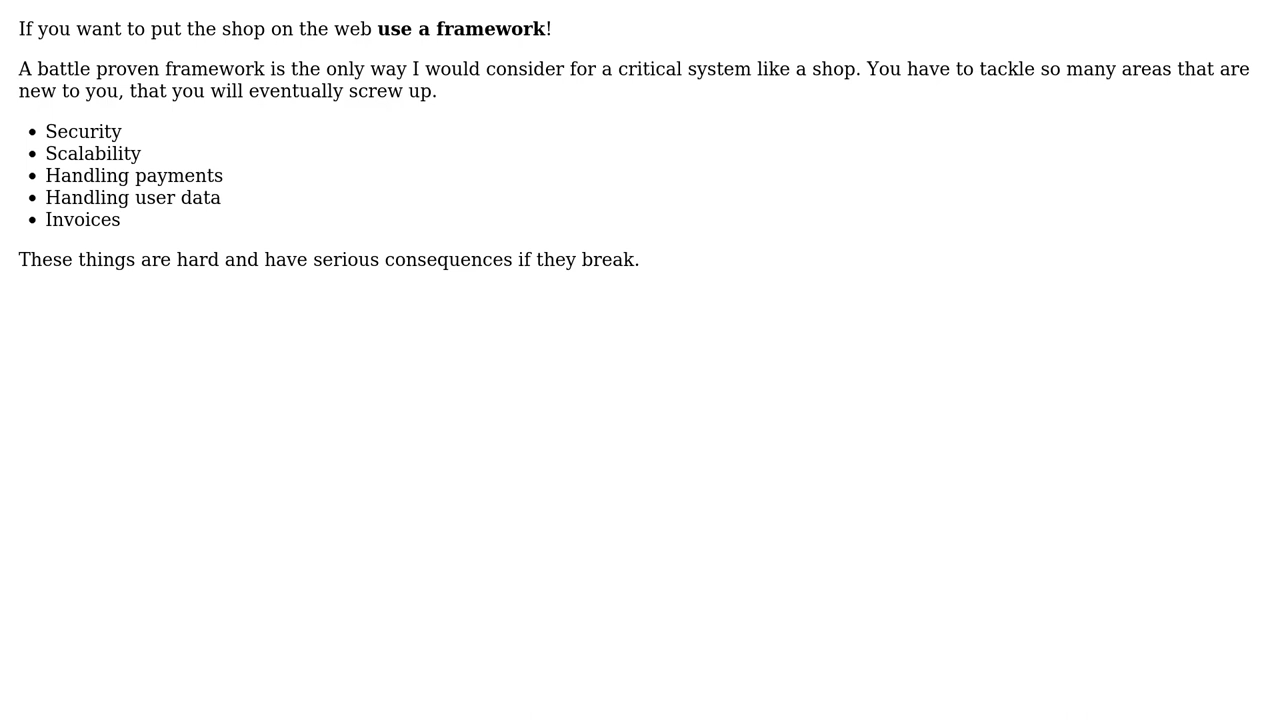 If you want to put the shop on the web use a framework!
A battle proven framework is the only way I would consider for a critical system like a shop. You have to tackle so many areas that are
new to you, that you will eventually screw up.
• Security
• Scalability
• Handling payments
• Handling user data
• Invoices
These things are hard and have serious consequences if they break.